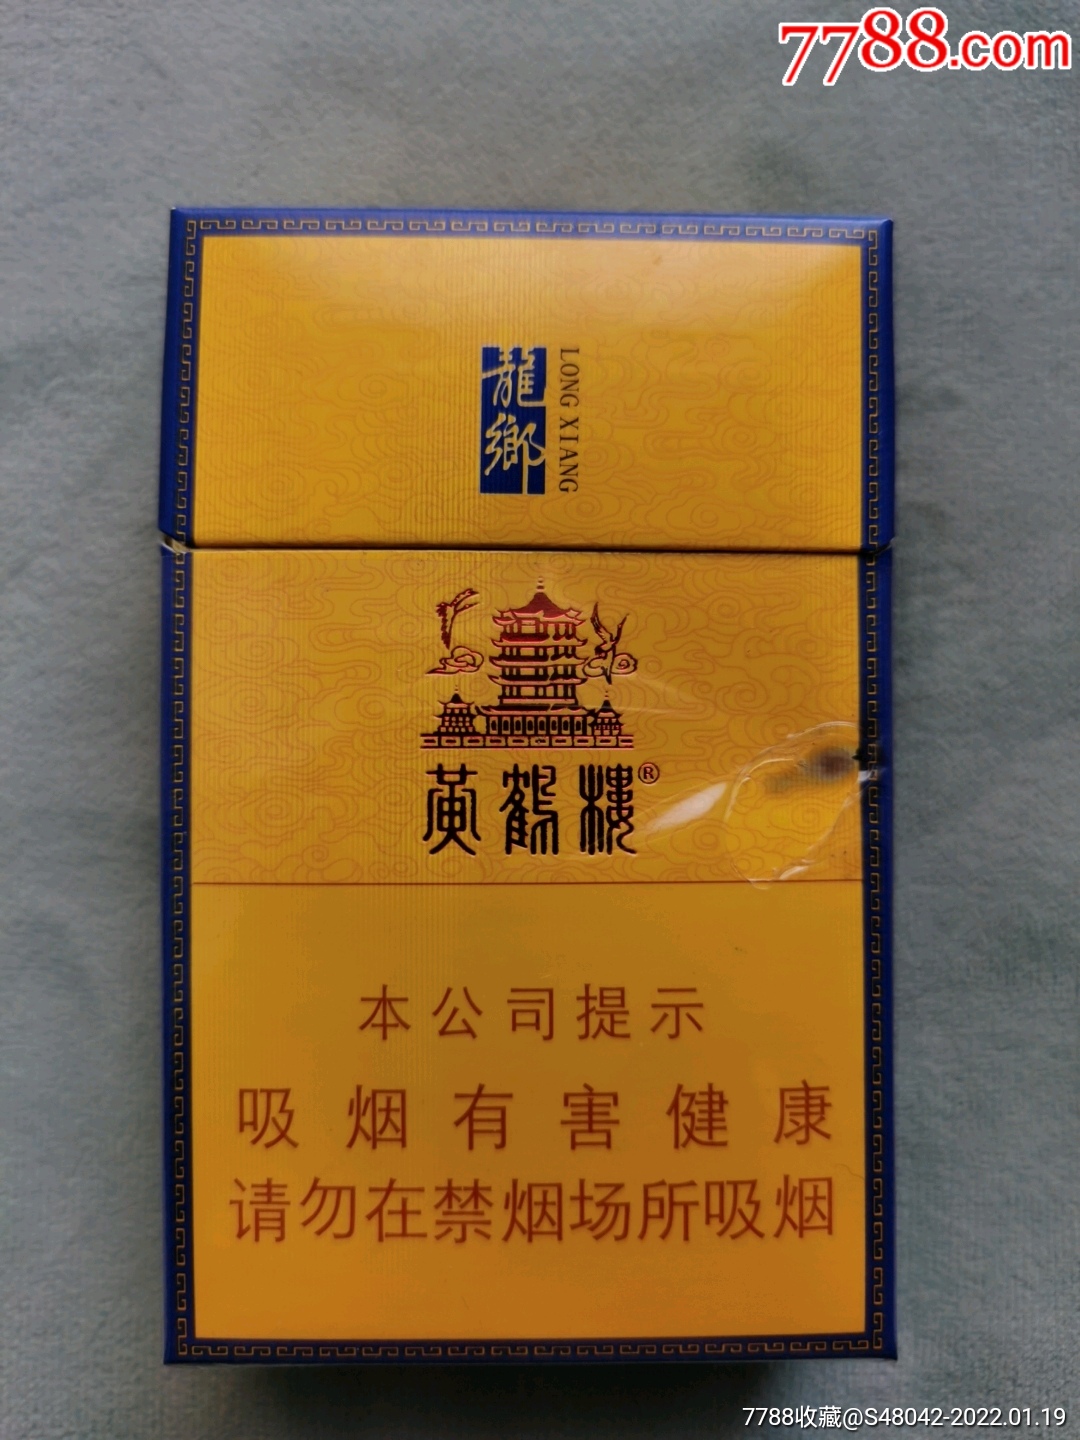 7788.com
龍鄉
LONG XIANG
黃鶴樓®
本公司提示
吸烟有害健康
请勿在禁烟场所吸烟
7788收藏@S48042-2022.01.19